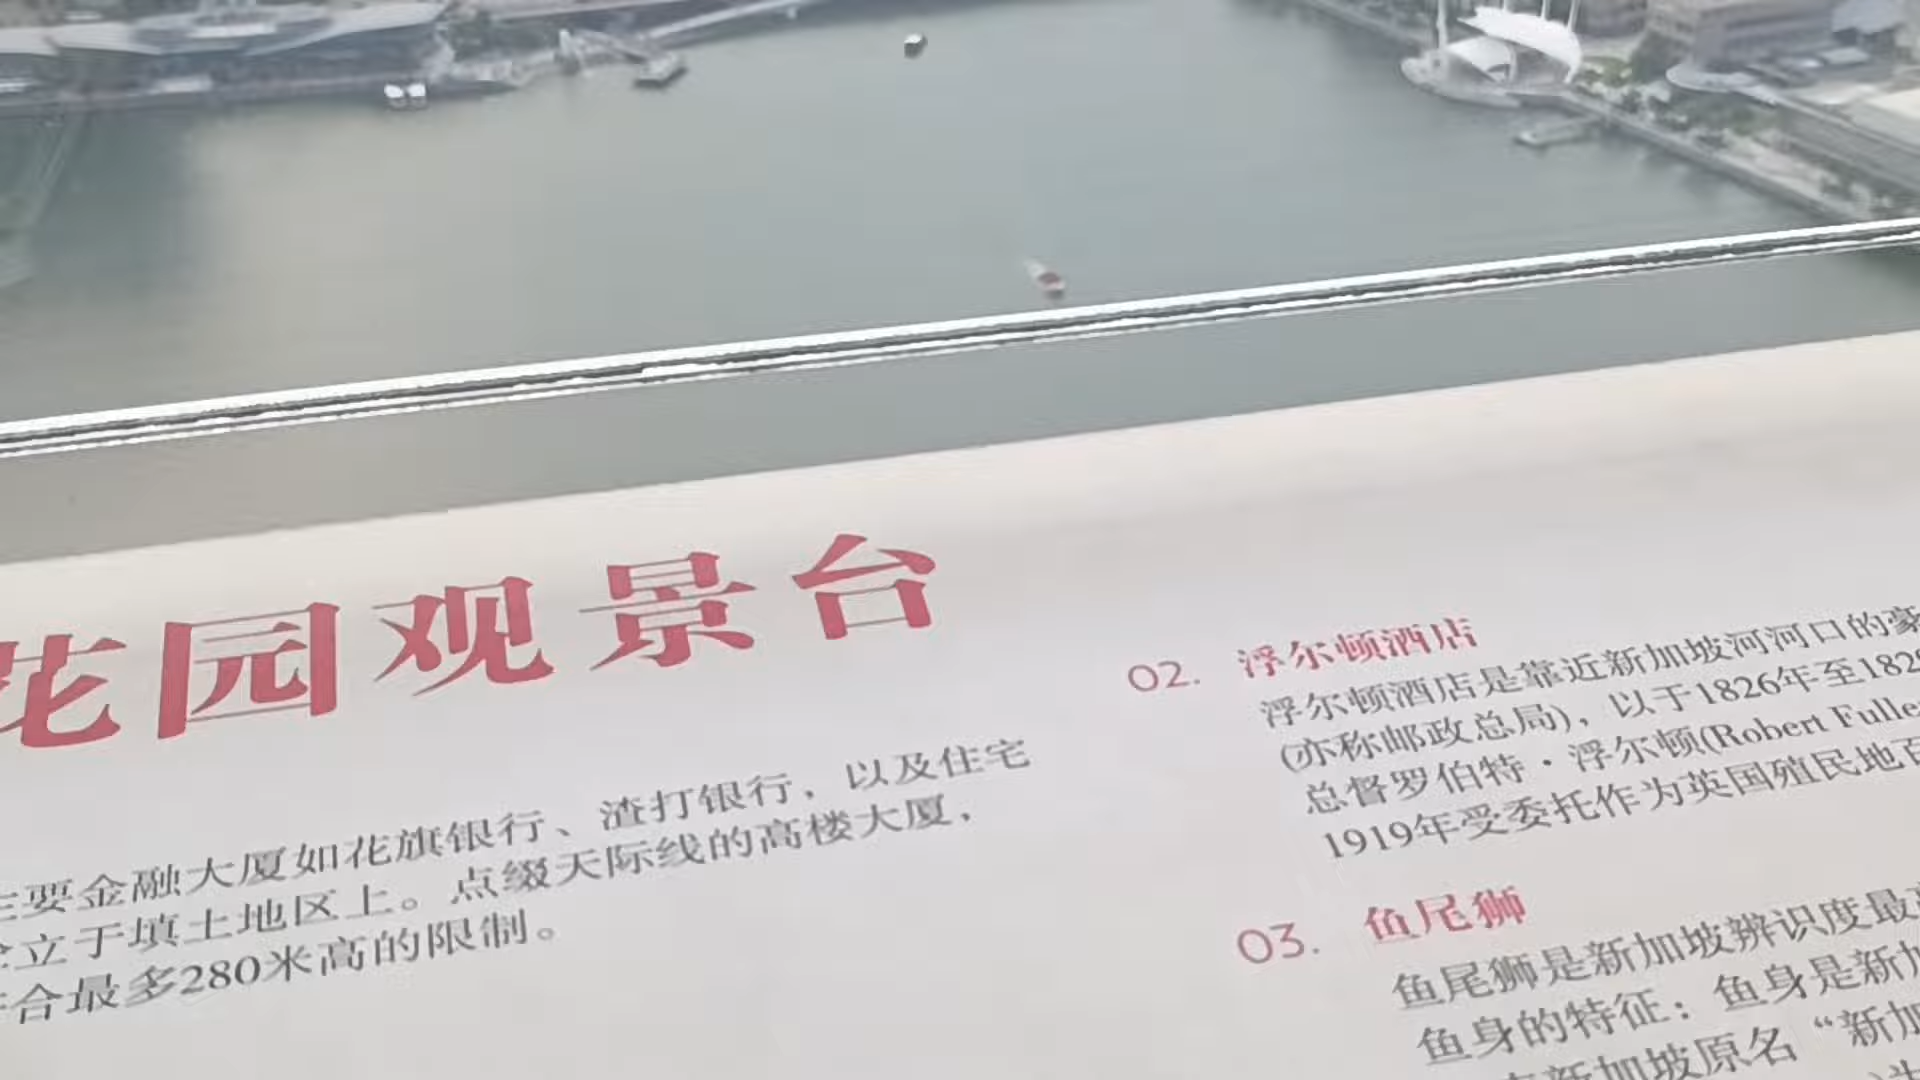 花园观景台
要金融大厦如花旗银行、渣打银行，以及住宅
立于填土地区上。点缀天际线的高楼大厦，
合最多280米高的限制。
02. 浮尔顿酒店
浮尔顿酒店是靠近新加坡河河口的豪
(亦称邮政总局)，以于1826年至182
总督罗伯特·浮尔顿(Robert Fulle
1919年受委托作为英国殖民地百
03. 鱼尾狮
鱼尾狮是新加坡辨识度最
鱼身的特征：鱼身是新加
新加坡原名“新加